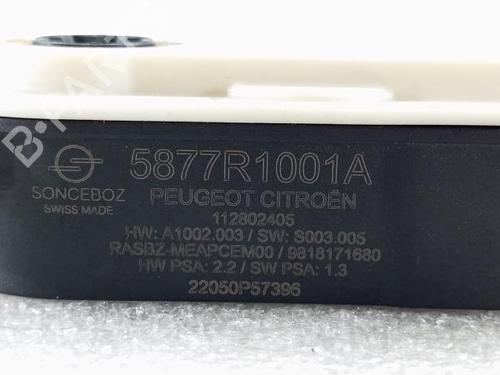 B-PARTS
SONCEBOZ
SWISS MADE
5877R1001A
PEUGEOT CITROËN
112802405
HW: A1002.003 / SW: S003.005
RASBZ-MEAPCEM00 / 9818171680
HW PSA: 2.2 / SW PSA: 1.3
22050P57396